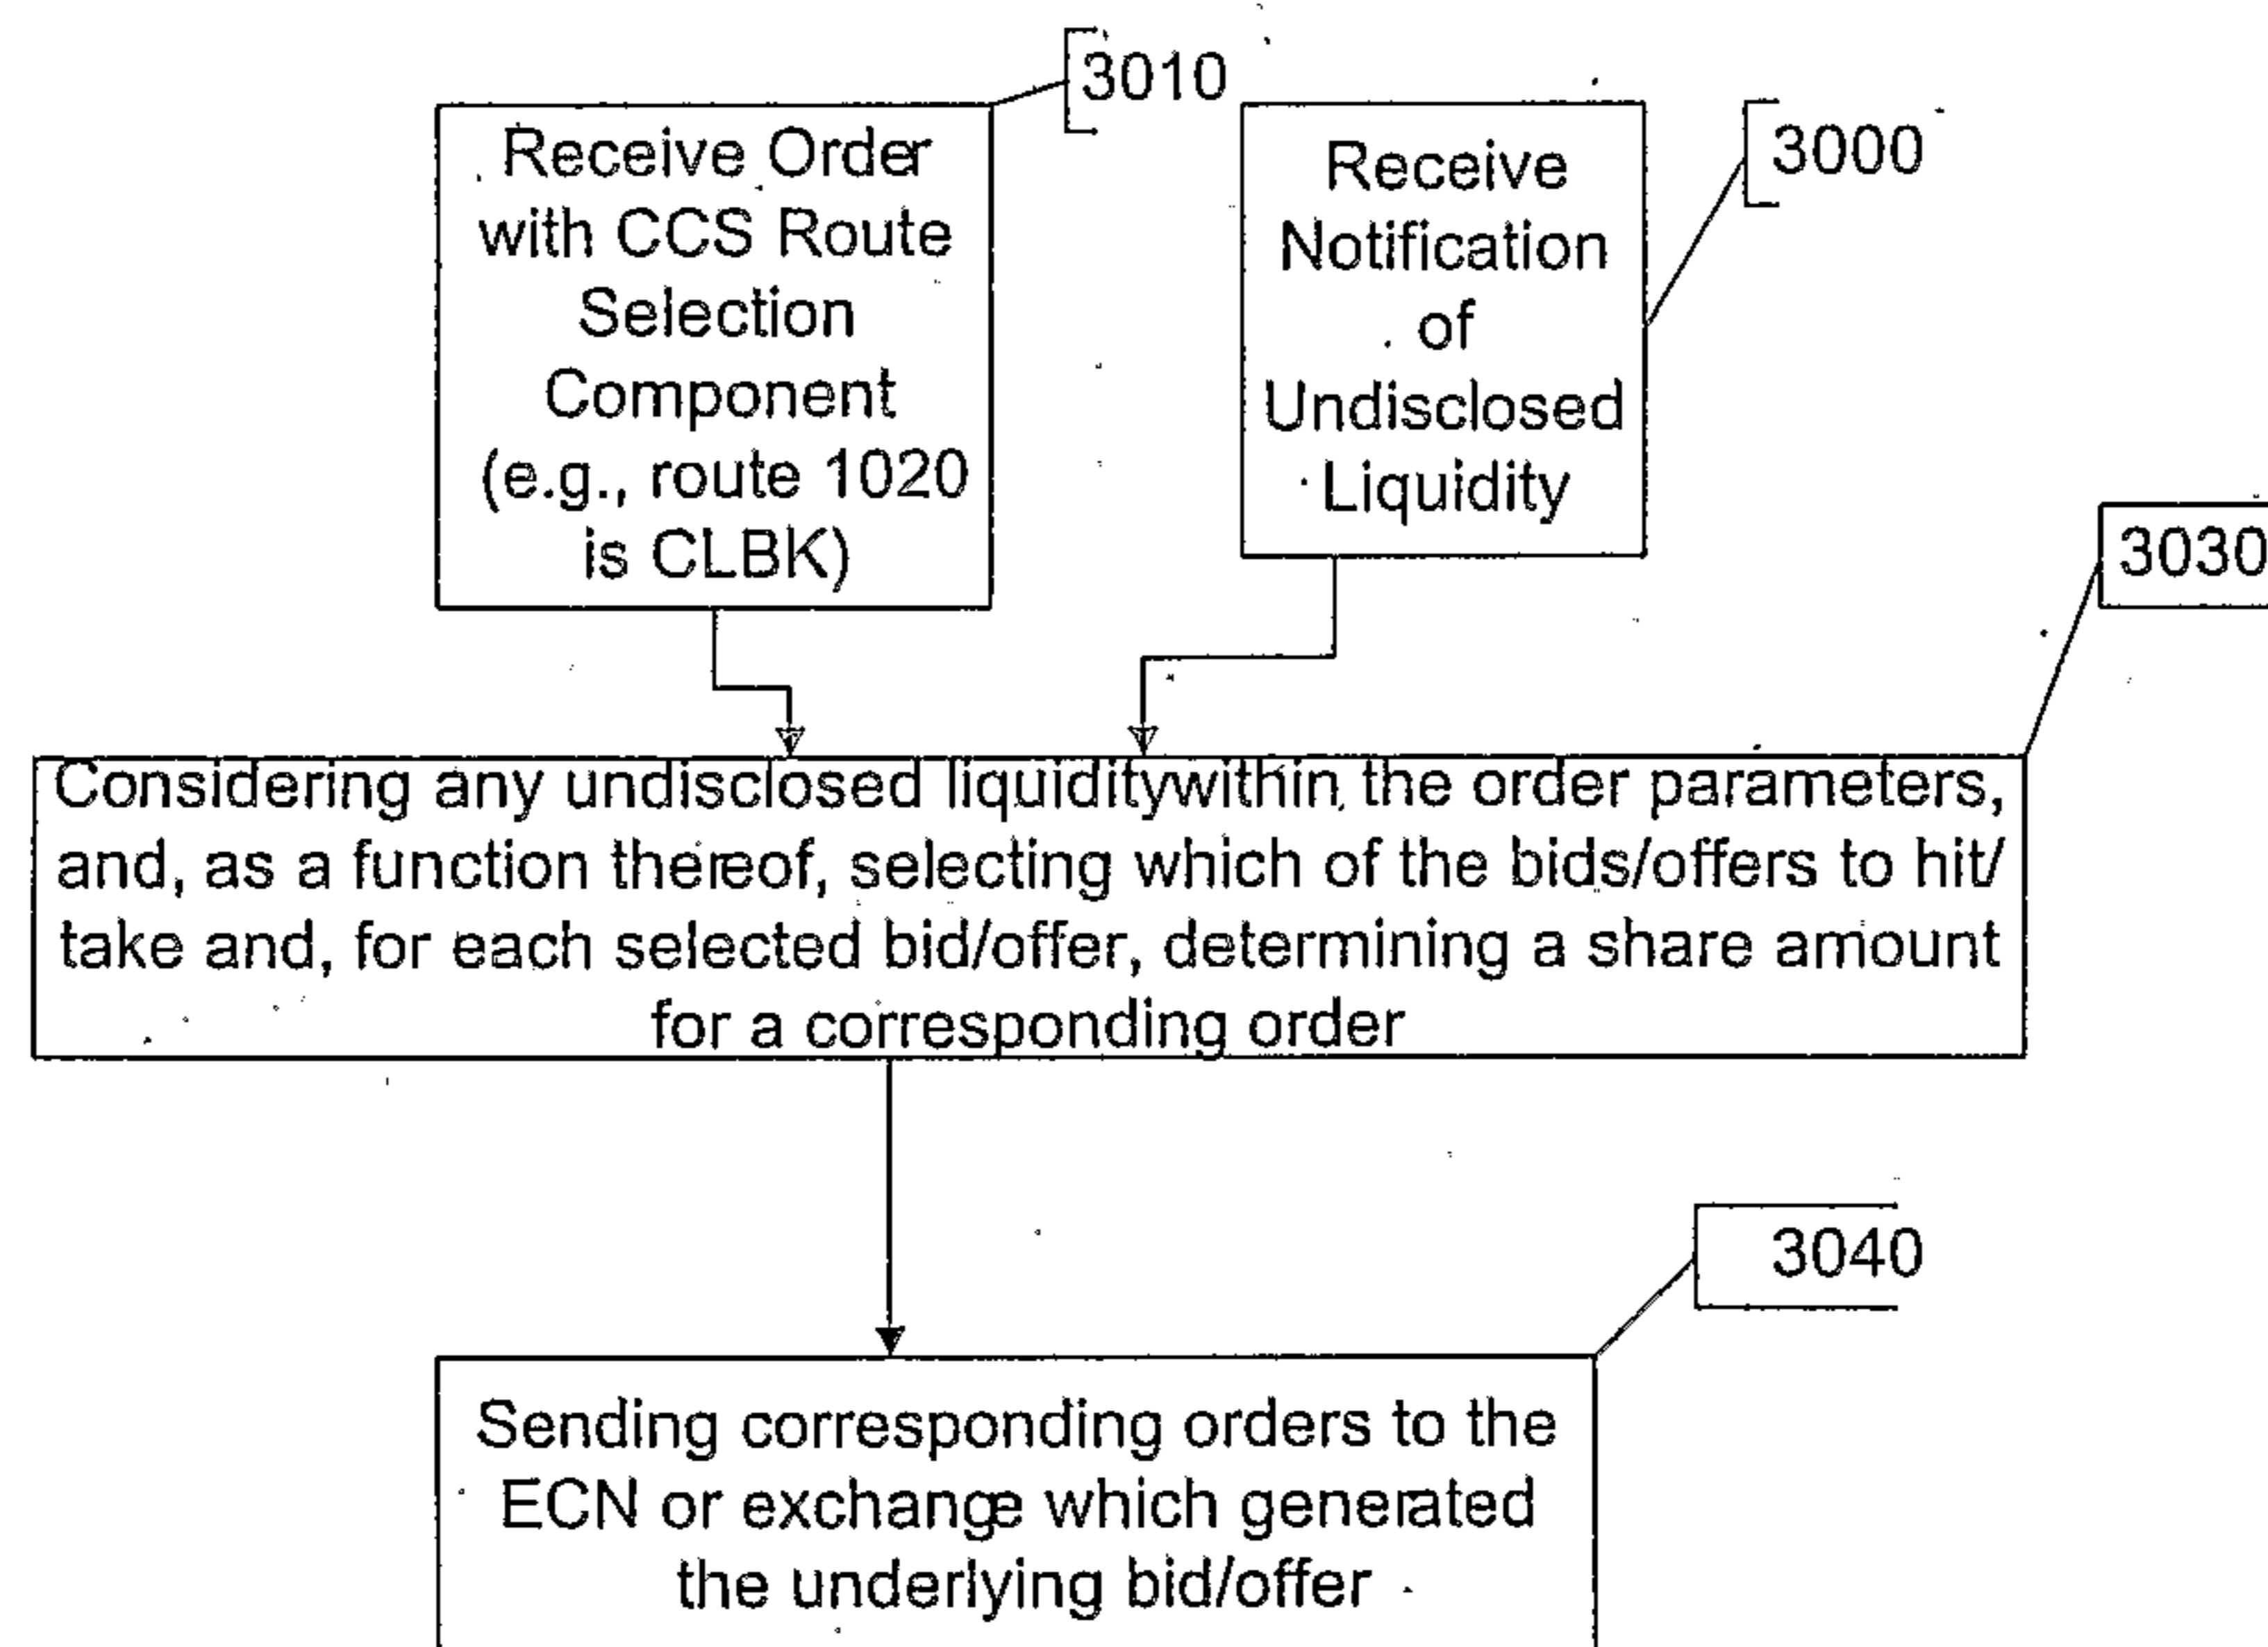 3010
Receive Order
with CCS Route
Selection
Component
(e.g., route 1020
is CLBK)
3000
Receive
Notification
of
Undisclosed
Liquidity
3030
Considering any undisclosed liquiditywithin the order parameters,
and, as a function thereof, selecting which of the bids/offers to hit/
take and, for each selected bid/offer, determining a share amount
for a corresponding order
3040
Sending corresponding orders to the
ECN or exchange which generated
the underlying bid/offer